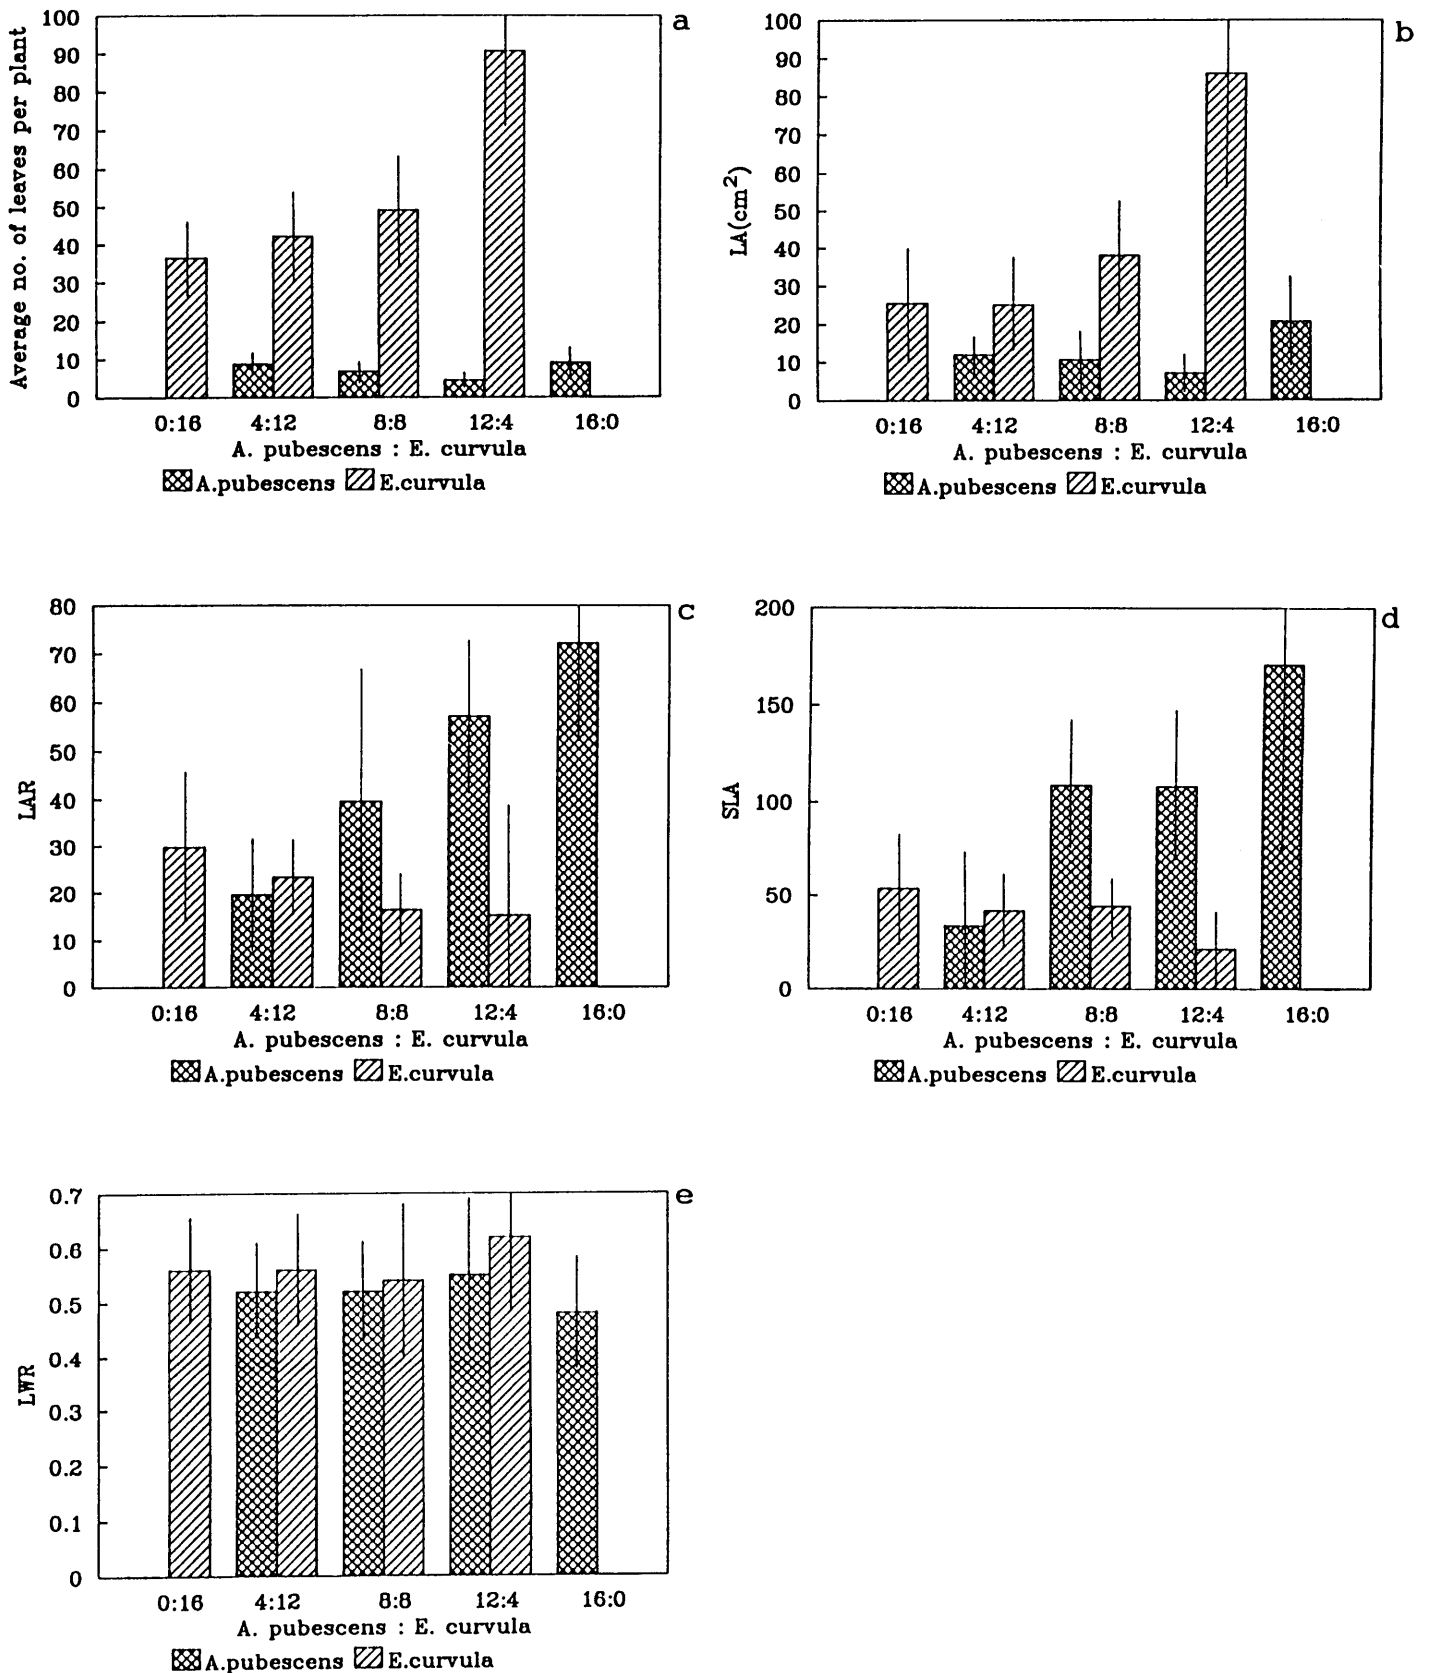 a
Average no. of leaves per plant
100
90
80
70
60
50
40
30
20
10
0
0:16 4:12 8:8 12:4 16:0
A. pubescens : E. curvula
A.pubescens E.curvula
b
LA(cm²)
100
90
80
70
60
50
40
30
20
10
0
0:16 4:12 8:8 12:4 16:0
A. pubescens : E. curvula
A.pubescens E.curvula
c
LAR
80
70
60
50
40
30
20
10
0
0:16 4:12 8:8 12:4 16:0
A. pubescens : E. curvula
A.pubescens E.curvula
d
SLA
200
150
100
50
0
0:16 4:12 8:8 12:4 16:0
A. pubescens : E. curvula
A.pubescens E.curvula
e
LWR
0.7
0.6
0.5
0.4
0.3
0.2
0.1
0
0:16 4:12 8:8 12:4 16:0
A. pubescens : E. curvula
A.pubescens E.curvula